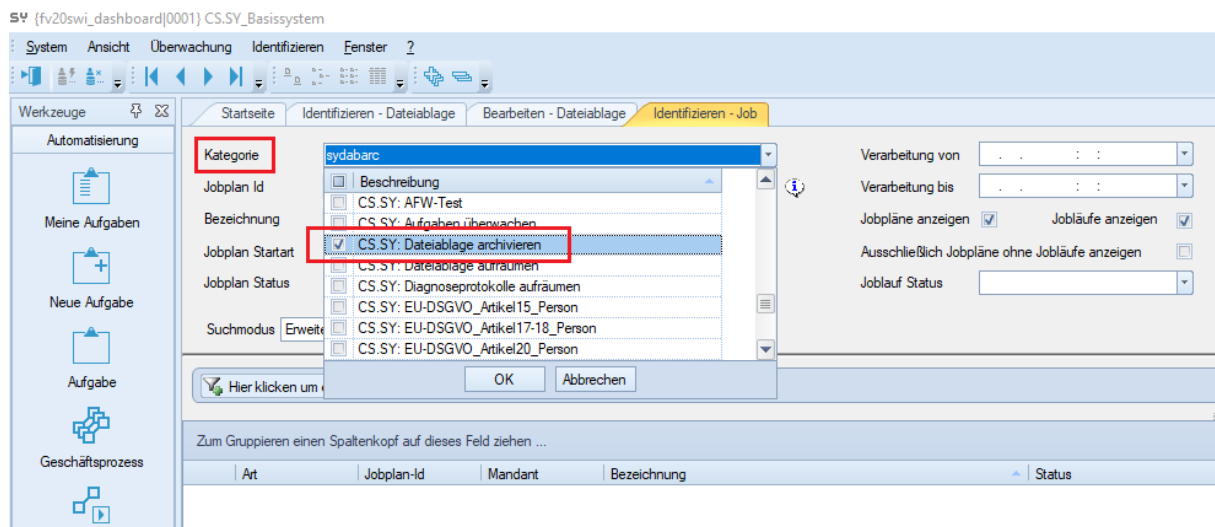 SY {fv20swi_dashboard|0001} CS.SY_Basissystem
System Ansicht Überwachung Identifizieren Fenster ?
Werkzeuge
Startseite Identifizieren - Dateiablage Bearbeiten - Dateiablage Identifizieren - Job
Automatisierung
Meine Aufgaben
Neue Aufgabe
Aufgabe
Geschäftsprozess
Kategorie sydabarc Verarbeitung von . . : :
Jobplan Id Beschreibung Verarbeitung bis . . : :
CS.SY: AFW-Test
Bezeichnung CS.SY: Aufgaben überwachen Jobpläne anzeigen Jobläufe anzeigen
Jobplan Startart CS.SY: Dateiablage archivieren Ausschließlich Jobpläne ohne Jobläufe anzeigen
CS.SY: Dateiablage aufräumen
Jobplan Status CS.SY: Diagnoseprotokolle aufräumen Joblauf Status
CS.SY: EU-DSGVO_Artikel15_Person
Suchmodus Erweite CS.SY: EU-DSGVO_Artikel17-18_Person
CS.SY: EU-DSGVO_Artikel20_Person
OK Abbrechen
Hier klicken um
Zum Gruppieren einen Spaltenkopf auf dieses Feld ziehen ...
Art Jobplan-Id Mandant Bezeichnung Status